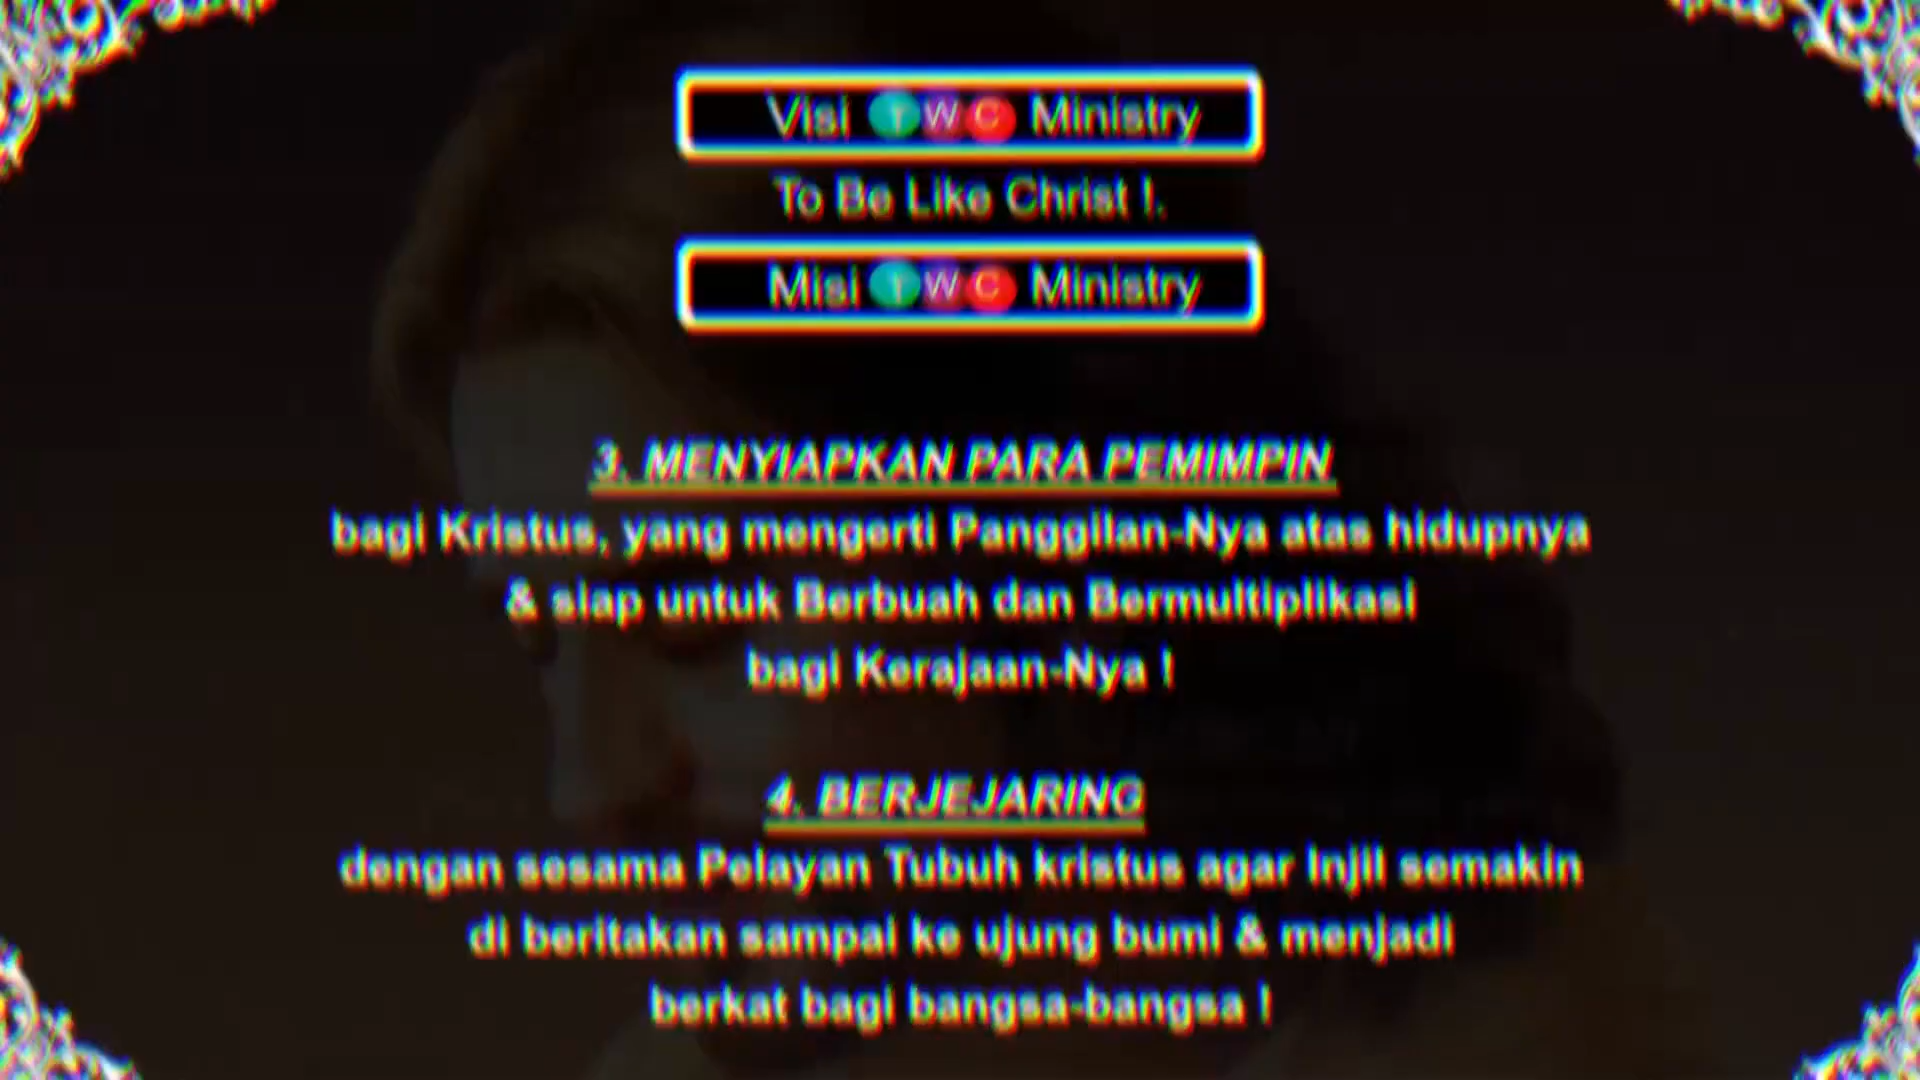 Visi TWC Ministry
To Be Like Christ !.
Misi TWC Ministry
3. MENYIAPKAN PARA PEMIMPIN
bagi Kristus, yang mengerti Panggilan-Nya atas hidupnya
& siap untuk Berbuah dan Bermultiplikasi
bagi Kerajaan-Nya !
4. BERJEJARING
dengan sesama Pelayan Tubuh kristus agar Injil semakin
di beritakan sampai ke ujung bumi & menjadi
berkat bagi bangsa-bangsa !